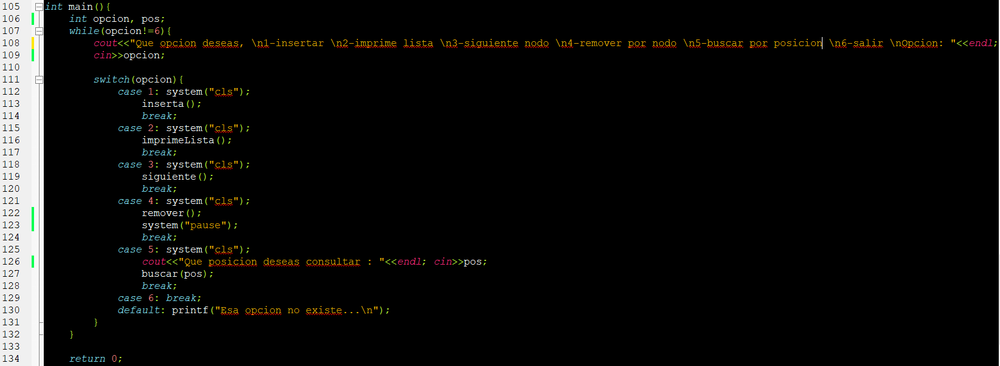 105 int main(){
106 int opcion, pos;
107 while(opcion!=6){
108 cout<<"Que opcion deseas, \n1-insertar \n2-imprime lista \n3-siguiente nodo \n4-remover por nodo \n5-buscar por posicion \n6-salir \nOpcion: "<<endl;
109 cin>>opcion;
110
111 switch(opcion){
112 case 1: system("cls");
113 inserta();
114 break;
115 case 2: system("cls");
116 imprimeLista();
117 break;
118 case 3: system("cls");
119 siguiente();
120 break;
121 case 4: system("cls");
122 remover();
123 system("pause");
124 break;
125 case 5: system("cls");
126 cout<<"Que posicion deseas consultar : "<<endl; cin>>pos;
127 buscar(pos);
128 break;
129 case 6: break;
130 default: printf("Esa opcion no existe...\n");
131 }
132 }
133
134 return 0;